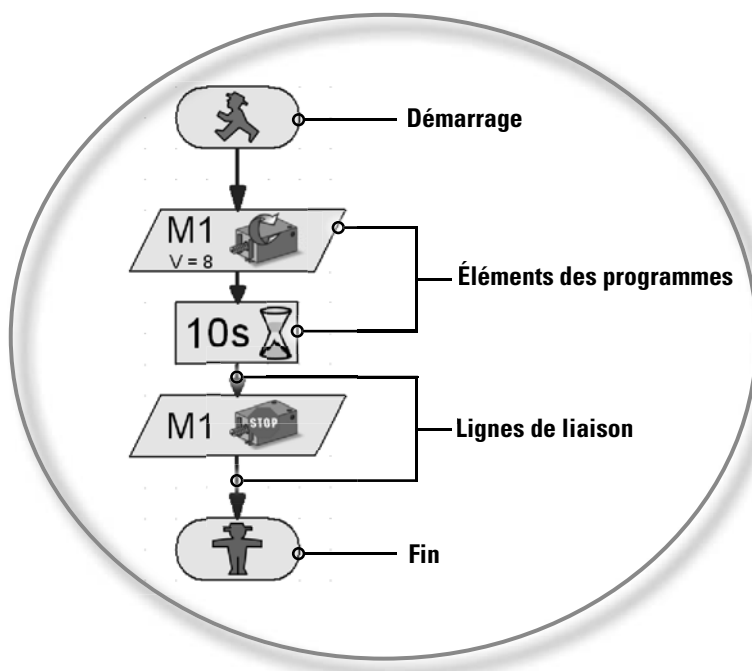 Démarrage
M1
V = 8
Éléments des programmes
10s
M1
STOP
Lignes de liaison
Fin